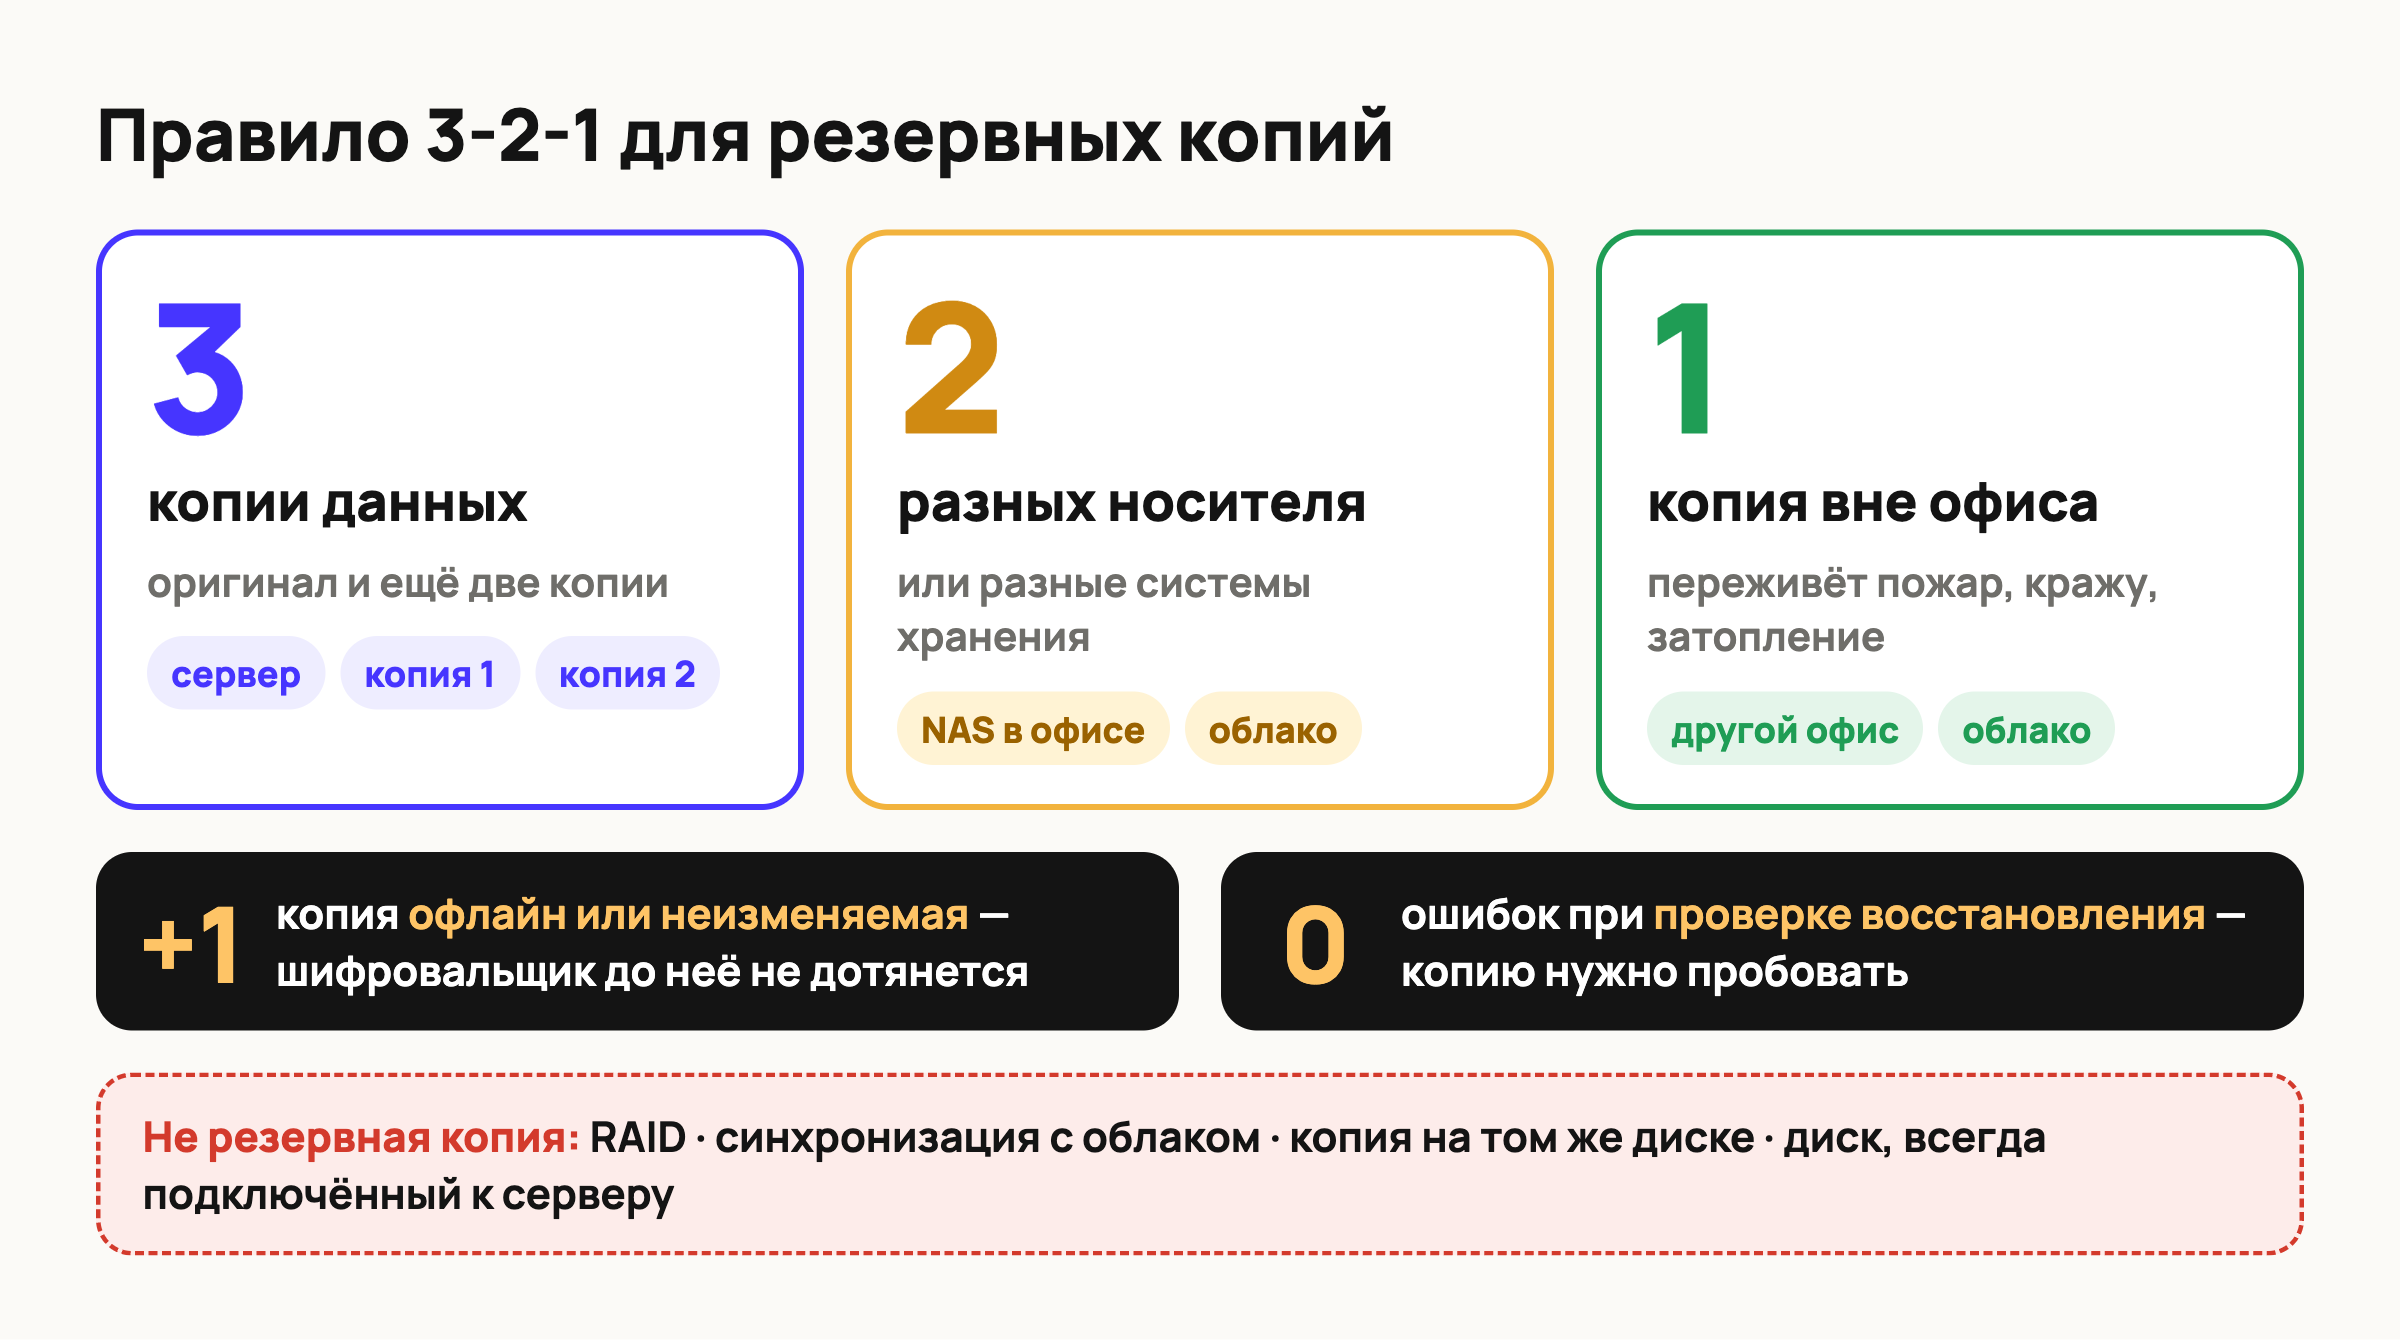 Правило 3-2-1 для резервных копий
3
копии данных
оригинал и ещё две копии
сервер
копия 1
копия 2
2
разных носителя
или разные системы
хранения
NAS в офисе
облако
1
копия вне офиса
переживёт пожар, кражу,
затопление
другой офис
облако
+1
копия офлайн или неизменяемая —
шифровальщик до неё не дотянется
0
ошибок при проверке восстановления —
копию нужно пробовать
Не резервная копия: RAID · синхронизация с облаком · копия на том же диске · диск, всегда
подключённый к серверу